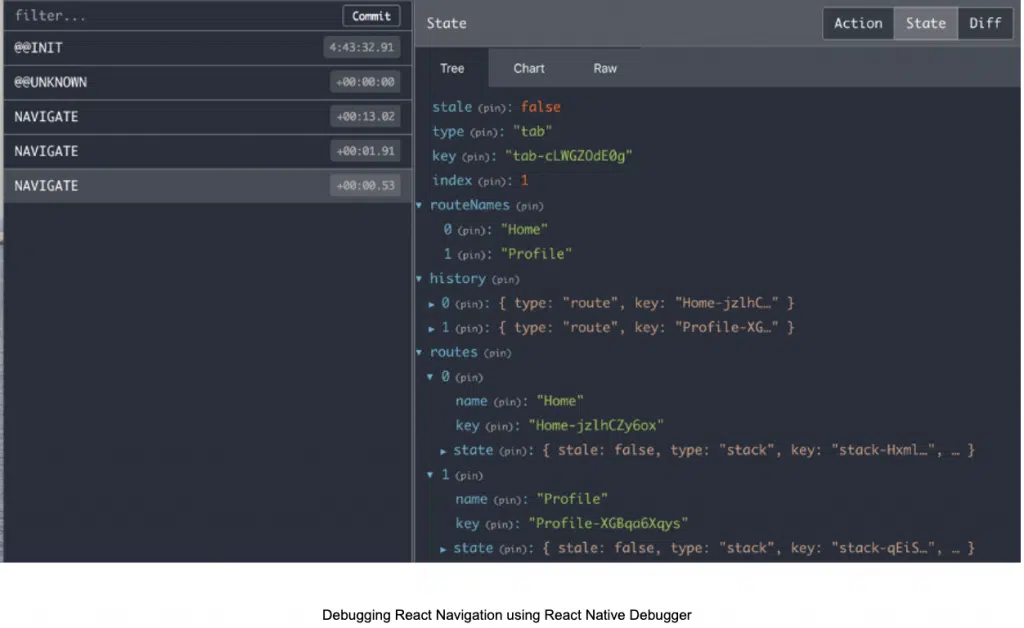 filter... Commit
@@INIT 4:43:32.91
@@UNKNOWN +00:00:00
NAVIGATE +00:13.02
NAVIGATE +00:01.91
NAVIGATE +00:00.53
State Action State Diff
Tree Chart Raw
stale (pin): false
type (pin): "tab"
key (pin): "tab-cLWGZOdE0g"
index (pin): 1
▼ routeNames (pin)
0 (pin): "Home"
1 (pin): "Profile"
▼ history (pin)
▶ 0 (pin): { type: "route", key: "Home-jzlhC…" }
▶ 1 (pin): { type: "route", key: "Profile-XG…" }
▼ routes (pin)
▼ 0 (pin)
name (pin): "Home"
key (pin): "Home-jzlhCZy6ox"
▶ state (pin): { stale: false, type: "stack", key: "stack-Hxml…", … }
▼ 1 (pin)
name (pin): "Profile"
key (pin): "Profile-XGBqa6Xqys"
▶ state (pin): { stale: false, type: "stack", key: "stack-qEiS…", … }
Debugging React Navigation using React Native Debugger